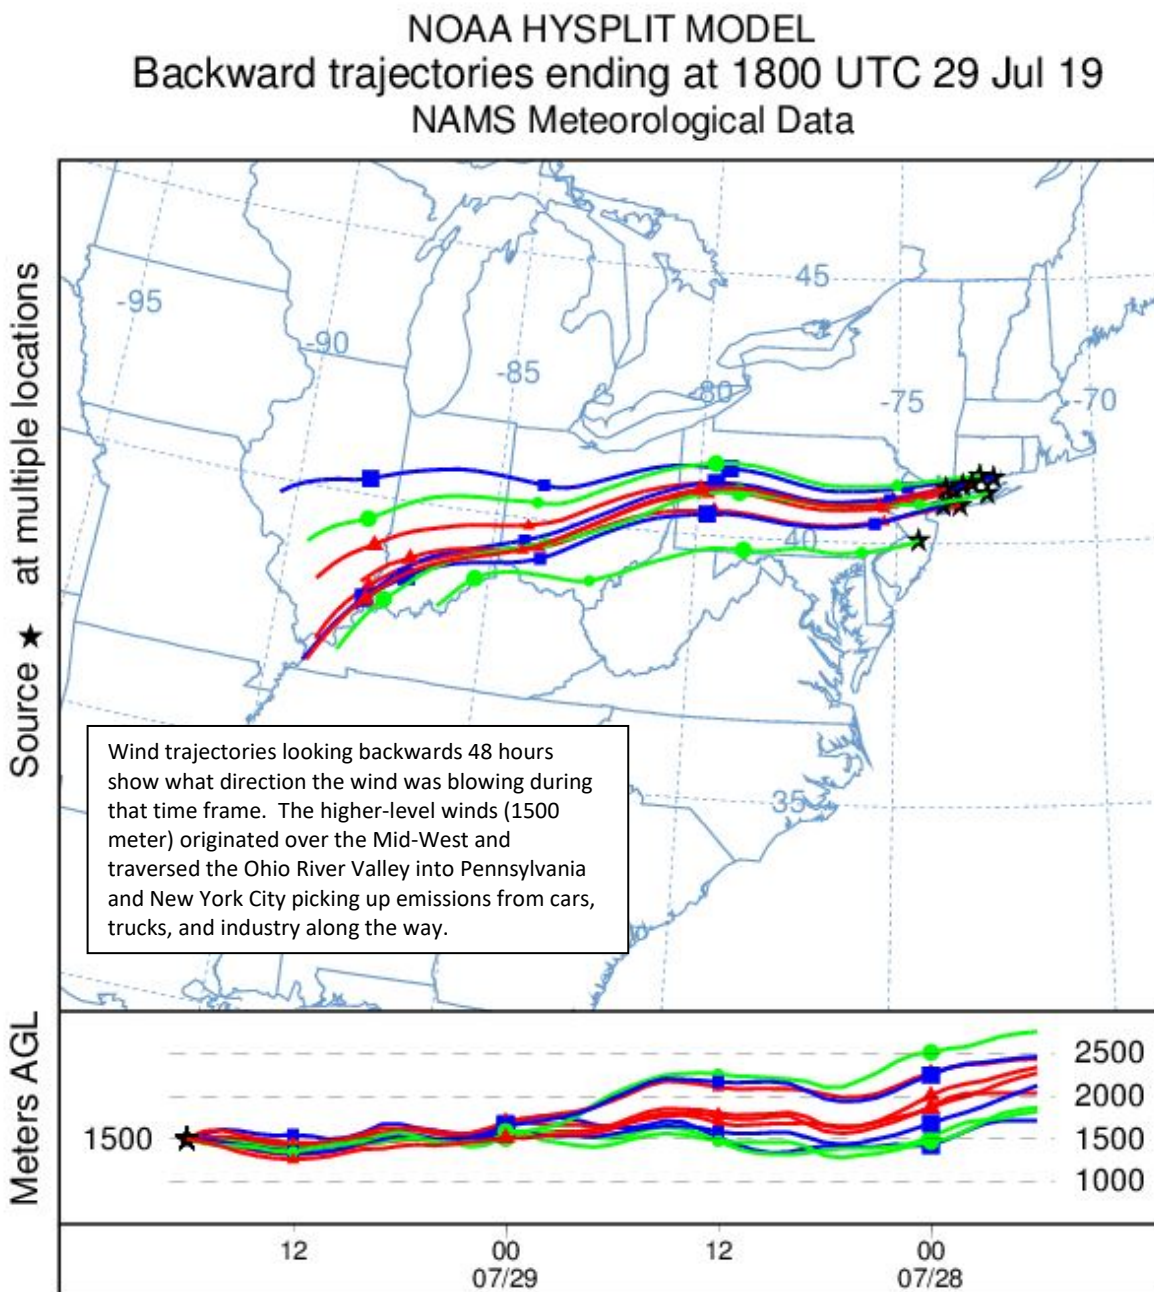 NOAA HYSPLIT MODEL
Backward trajectories ending at 1800 UTC 29 Jul 19
NAMS Meteorological Data
Source ★ at multiple locations
45
-95
-90
-85
-80
-75
-70
40
35
Wind trajectories looking backwards 48 hours
show what direction the wind was blowing during
that time frame. The higher-level winds (1500
meter) originated over the Mid-West and
traversed the Ohio River Valley into Pennsylvania
and New York City picking up emissions from cars,
trucks, and industry along the way.
Meters AGL
2500
2000
1500
1500
1000
12
00
12
00
07/29
07/28